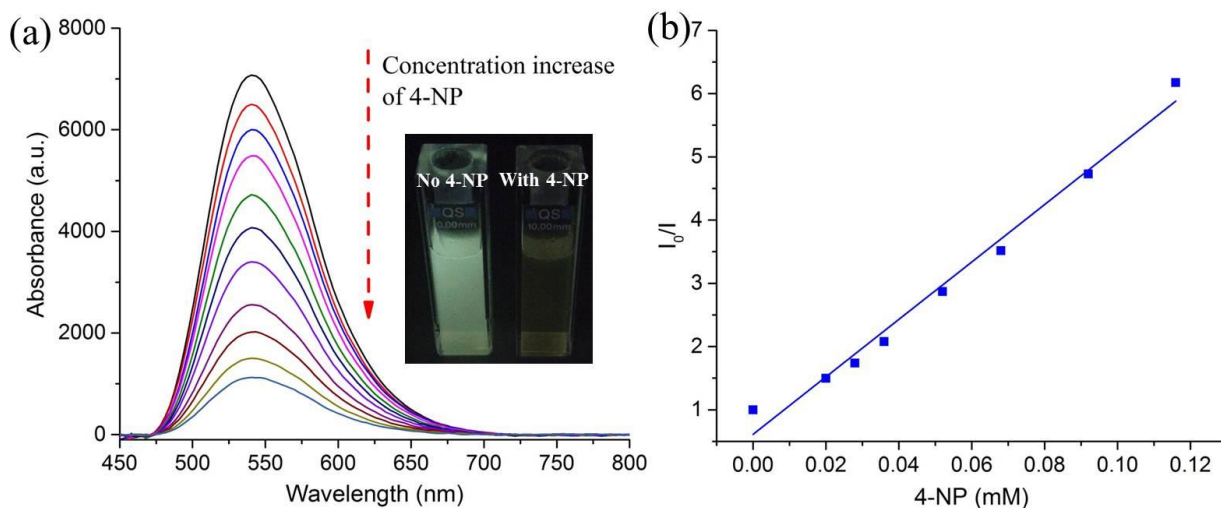 (a)
8000
6000
4000
2000
0
Absorbance (a.u.)
450 500 550 600 650 700 750 800
Wavelength (nm)
Concentration increase
of 4-NP
No 4-NP With 4-NP
QS QS
0.00mm 10.00mm
(b)
7
6
5
4
3
2
1
I₀/I
0.00 0.02 0.04 0.06 0.08 0.10 0.12
4-NP (mM)